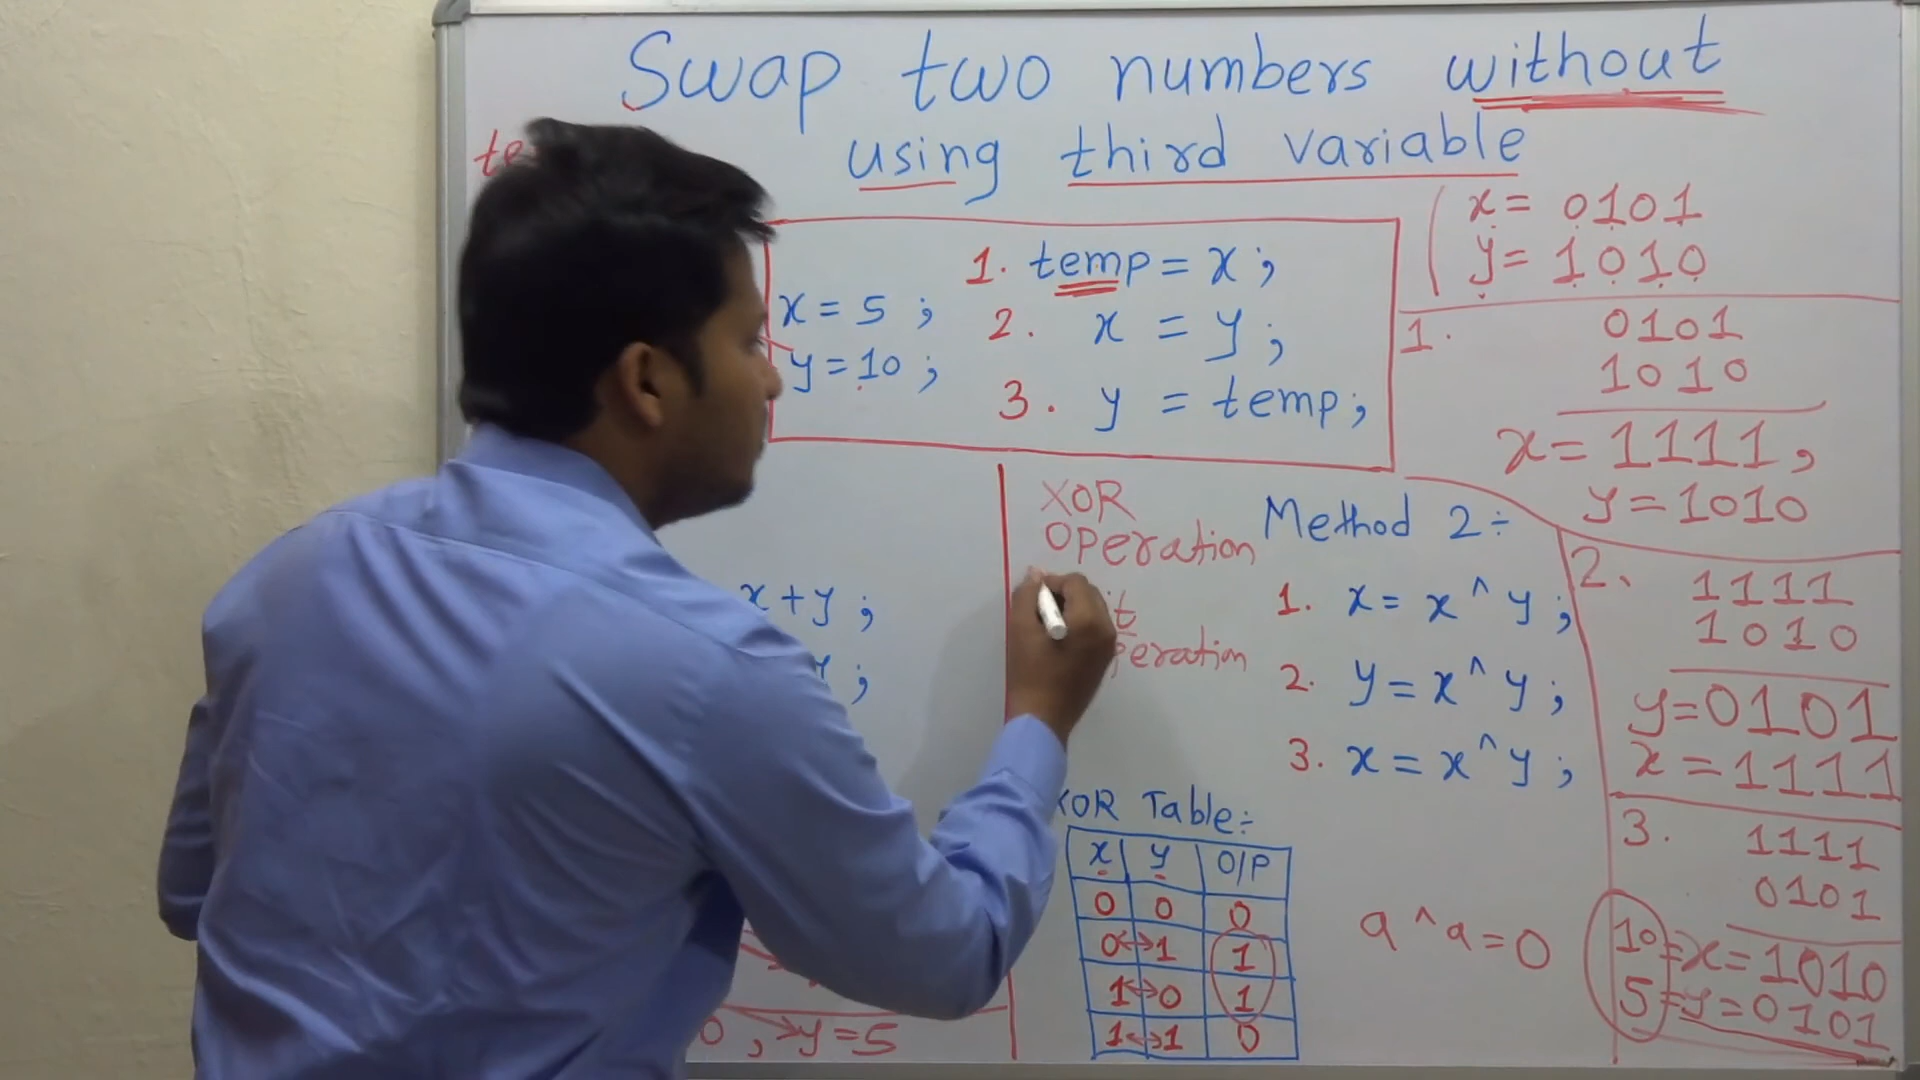 Swap two numbers without
using third variable
x = 5 ;
y = 10 ;
1. temp = x ;
2. x = y ;
3. y = temp ;
x = 0101
y = 1010
1. 0101
1010
x = 1111 ,
y = 1010
x + y ;
;
XOR
Operation
Method 2 ÷
1. x = x ^ y ;
2. y = x ^ y ;
3. x = x ^ y ;
XOR Table ÷
x y O/P
0 0 0
0 ↔ 1 1
1 ↔ 0 1
1 ↔ 1 0
a ^ a = 0
2. 1111
1010
y = 0101
x = 1111
3. 1111
0101
10 = x = 1010
5 = y = 0101
0 , → y = 5